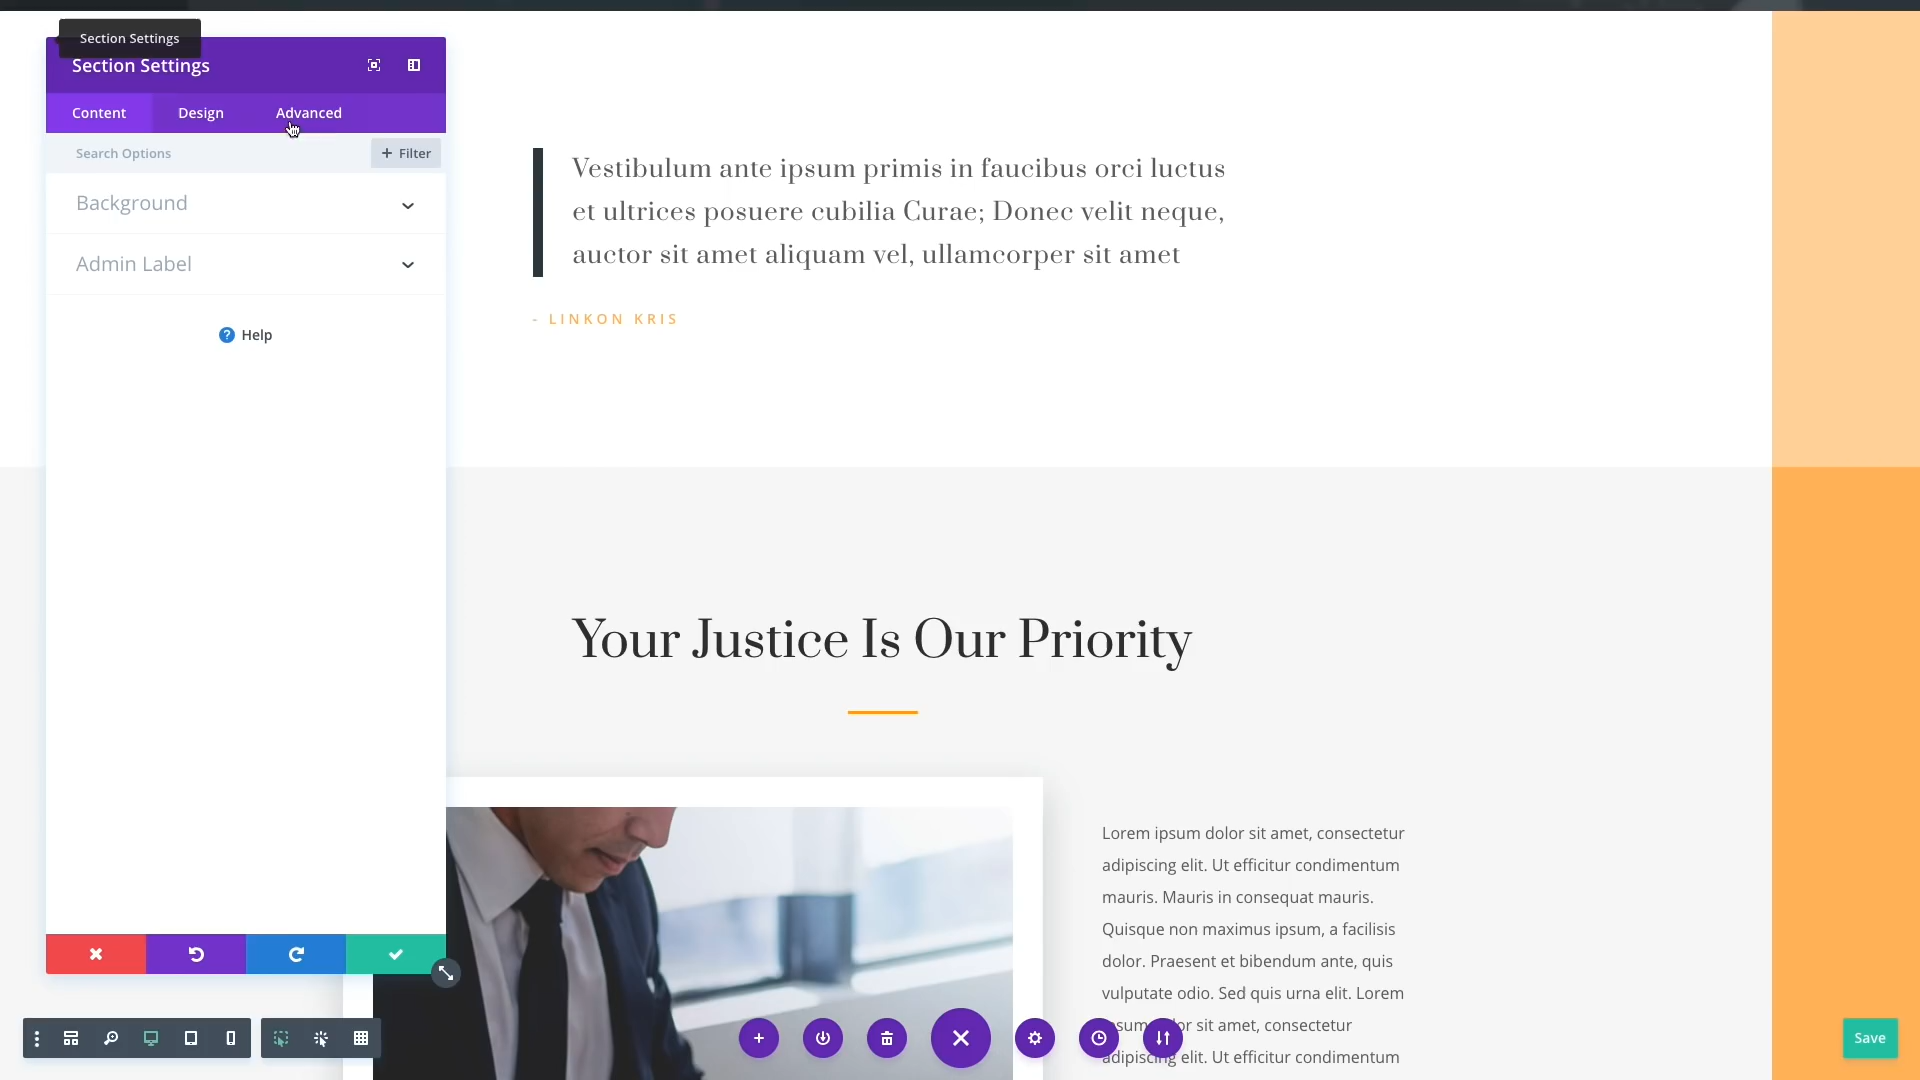 Section Settings
Section Settings
Content Design Advanced
Search Options + Filter
Background
Admin Label
? Help
Vestibulum ante ipsum primis in faucibus orci luctus
et ultrices posuere cubilia Curae; Donec velit neque,
auctor sit amet aliquam vel, ullamcorper sit amet
- LINKON KRIS
Your Justice Is Our Priority
Lorem ipsum dolor sit amet, consectetur
adipiscing elit. Ut efficitur condimentum
mauris. Mauris in consequat mauris.
Quisque non maximus ipsum, a facilisis
dolor. Praesent et bibendum ante, quis
vulputate odio. Sed quis urna elit. Lorem
sit amet, consectetur
adipiscing elit. Ut efficitur condimentum
Save